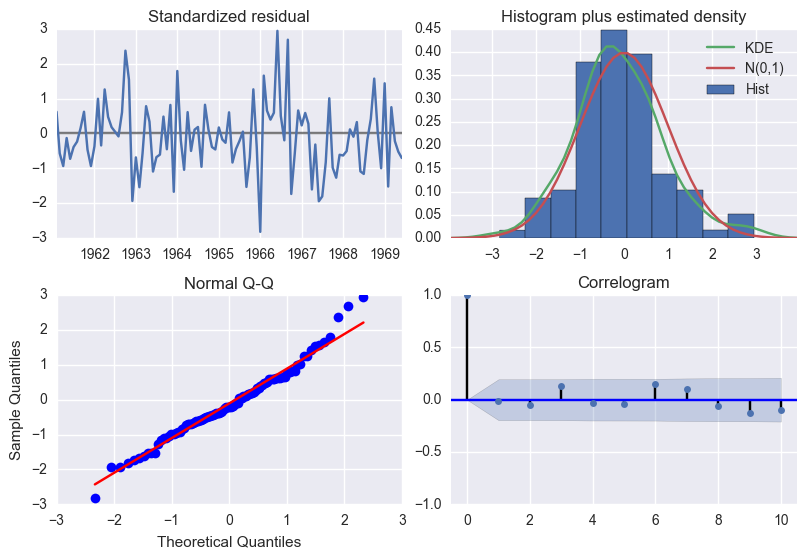 Standardized residual
3
2
1
0
−1
−2
−3
1962 1963 1964 1965 1966 1967 1968 1969
Histogram plus estimated density
0.45
0.40
0.35
0.30
0.25
0.20
0.15
0.10
0.05
0.00
−3 −2 −1 0 1 2 3
KDE
N(0,1)
Hist
Normal Q-Q
Sample Quantiles
3
2
1
0
−1
−2
−3
−3 −2 −1 0 1 2 3
Theoretical Quantiles
Correlogram
1.0
0.5
0.0
−0.5
−1.0
0 2 4 6 8 10